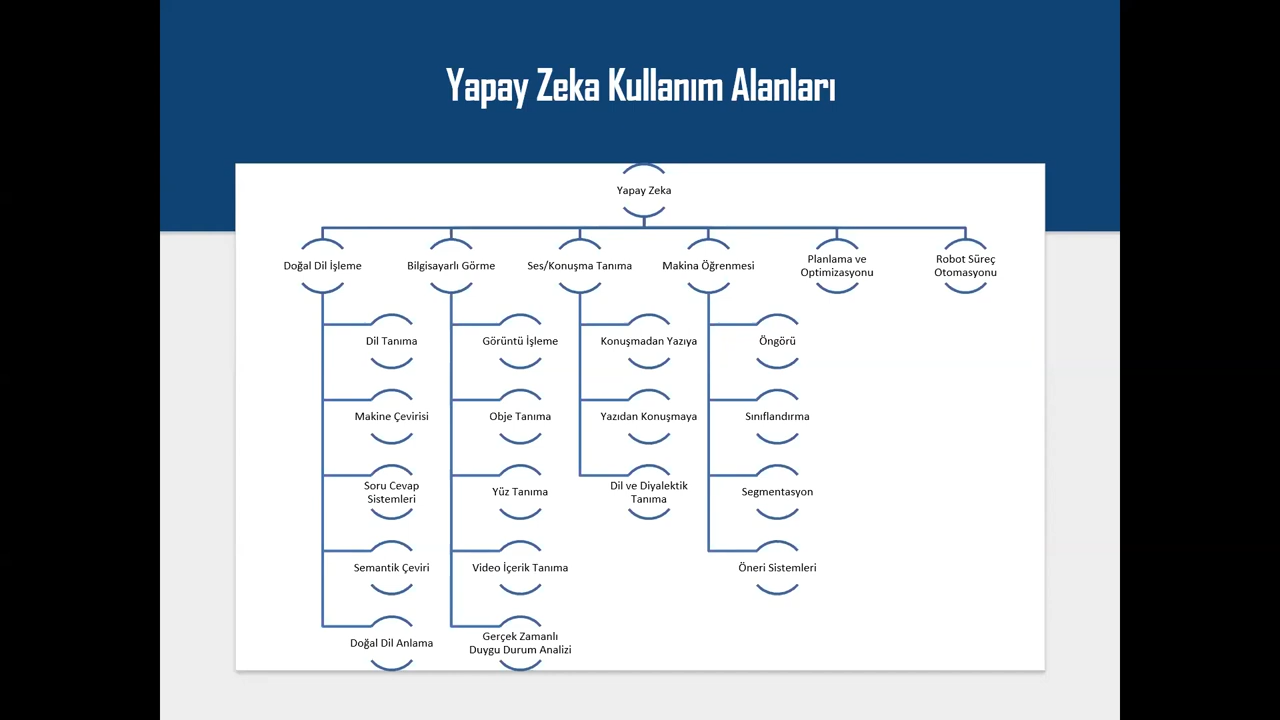 Yapay Zeka Kullanım Alanları
Yapay Zeka
Doğal Dil İşleme
Bilgisayarlı Görme
Ses/Konuşma Tanıma
Makina Öğrenmesi
Planlama ve
Optimizasyonu
Robot Süreç
Otomasyonu
Dil Tanıma
Makine Çevirisi
Soru Cevap
Sistemleri
Semantik Çeviri
Doğal Dil Anlama
Görüntü İşleme
Obje Tanıma
Yüz Tanıma
Video İçerik Tanıma
Gerçek Zamanlı
Duygu Durum Analizi
Konuşmadan Yazıya
Yazıdan Konuşmaya
Dil ve Diyalektik
Tanıma
Öngörü
Sınıflandırma
Segmentasyon
Öneri Sistemleri